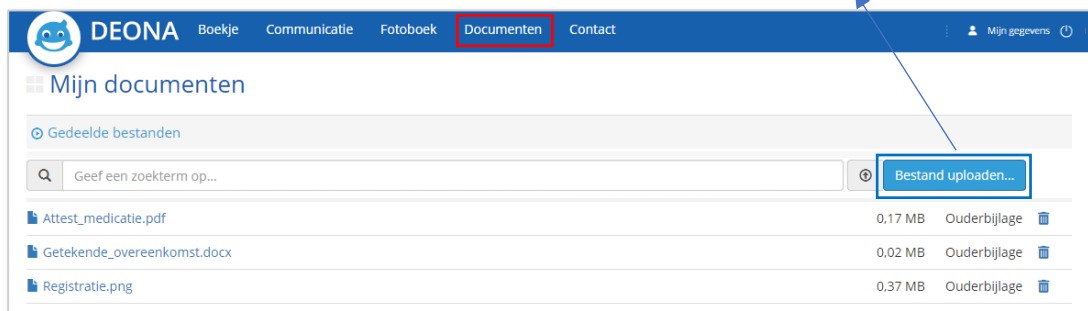 DEONA Boekje Communicatie Fotoboek Documenten Contact Mijn gegevens
Mijn documenten
Gedeelde bestanden
Geef een zoekterm op... Bestand uploaden...
Attest_medicatie.pdf 0,17 MB Ouderbijlage
Getekende_overeenkomst.docx 0,02 MB Ouderbijlage
Registratie.png 0,37 MB Ouderbijlage